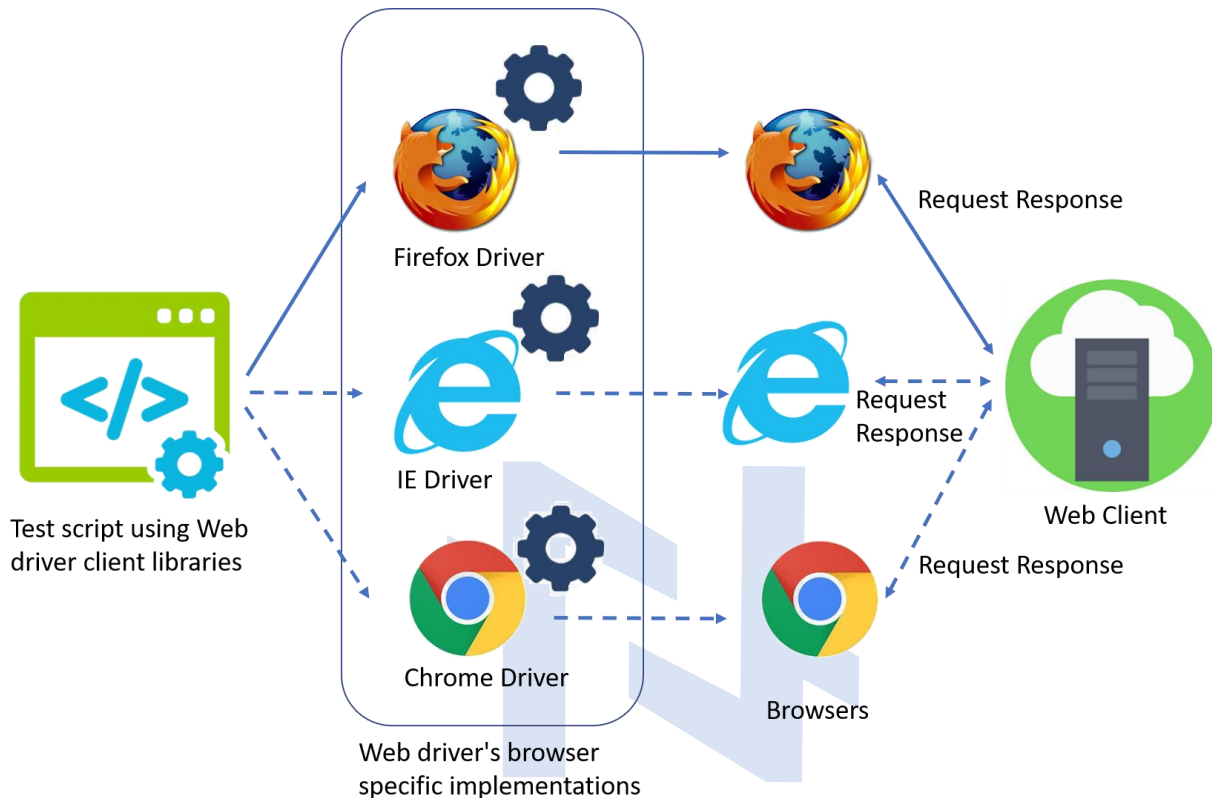 Request Response
Firefox Driver
Request
Response
IE Driver
Test script using Web
driver client libraries
Web Client
Request Response
Chrome Driver
Browsers
Web driver's browser
specific implementations